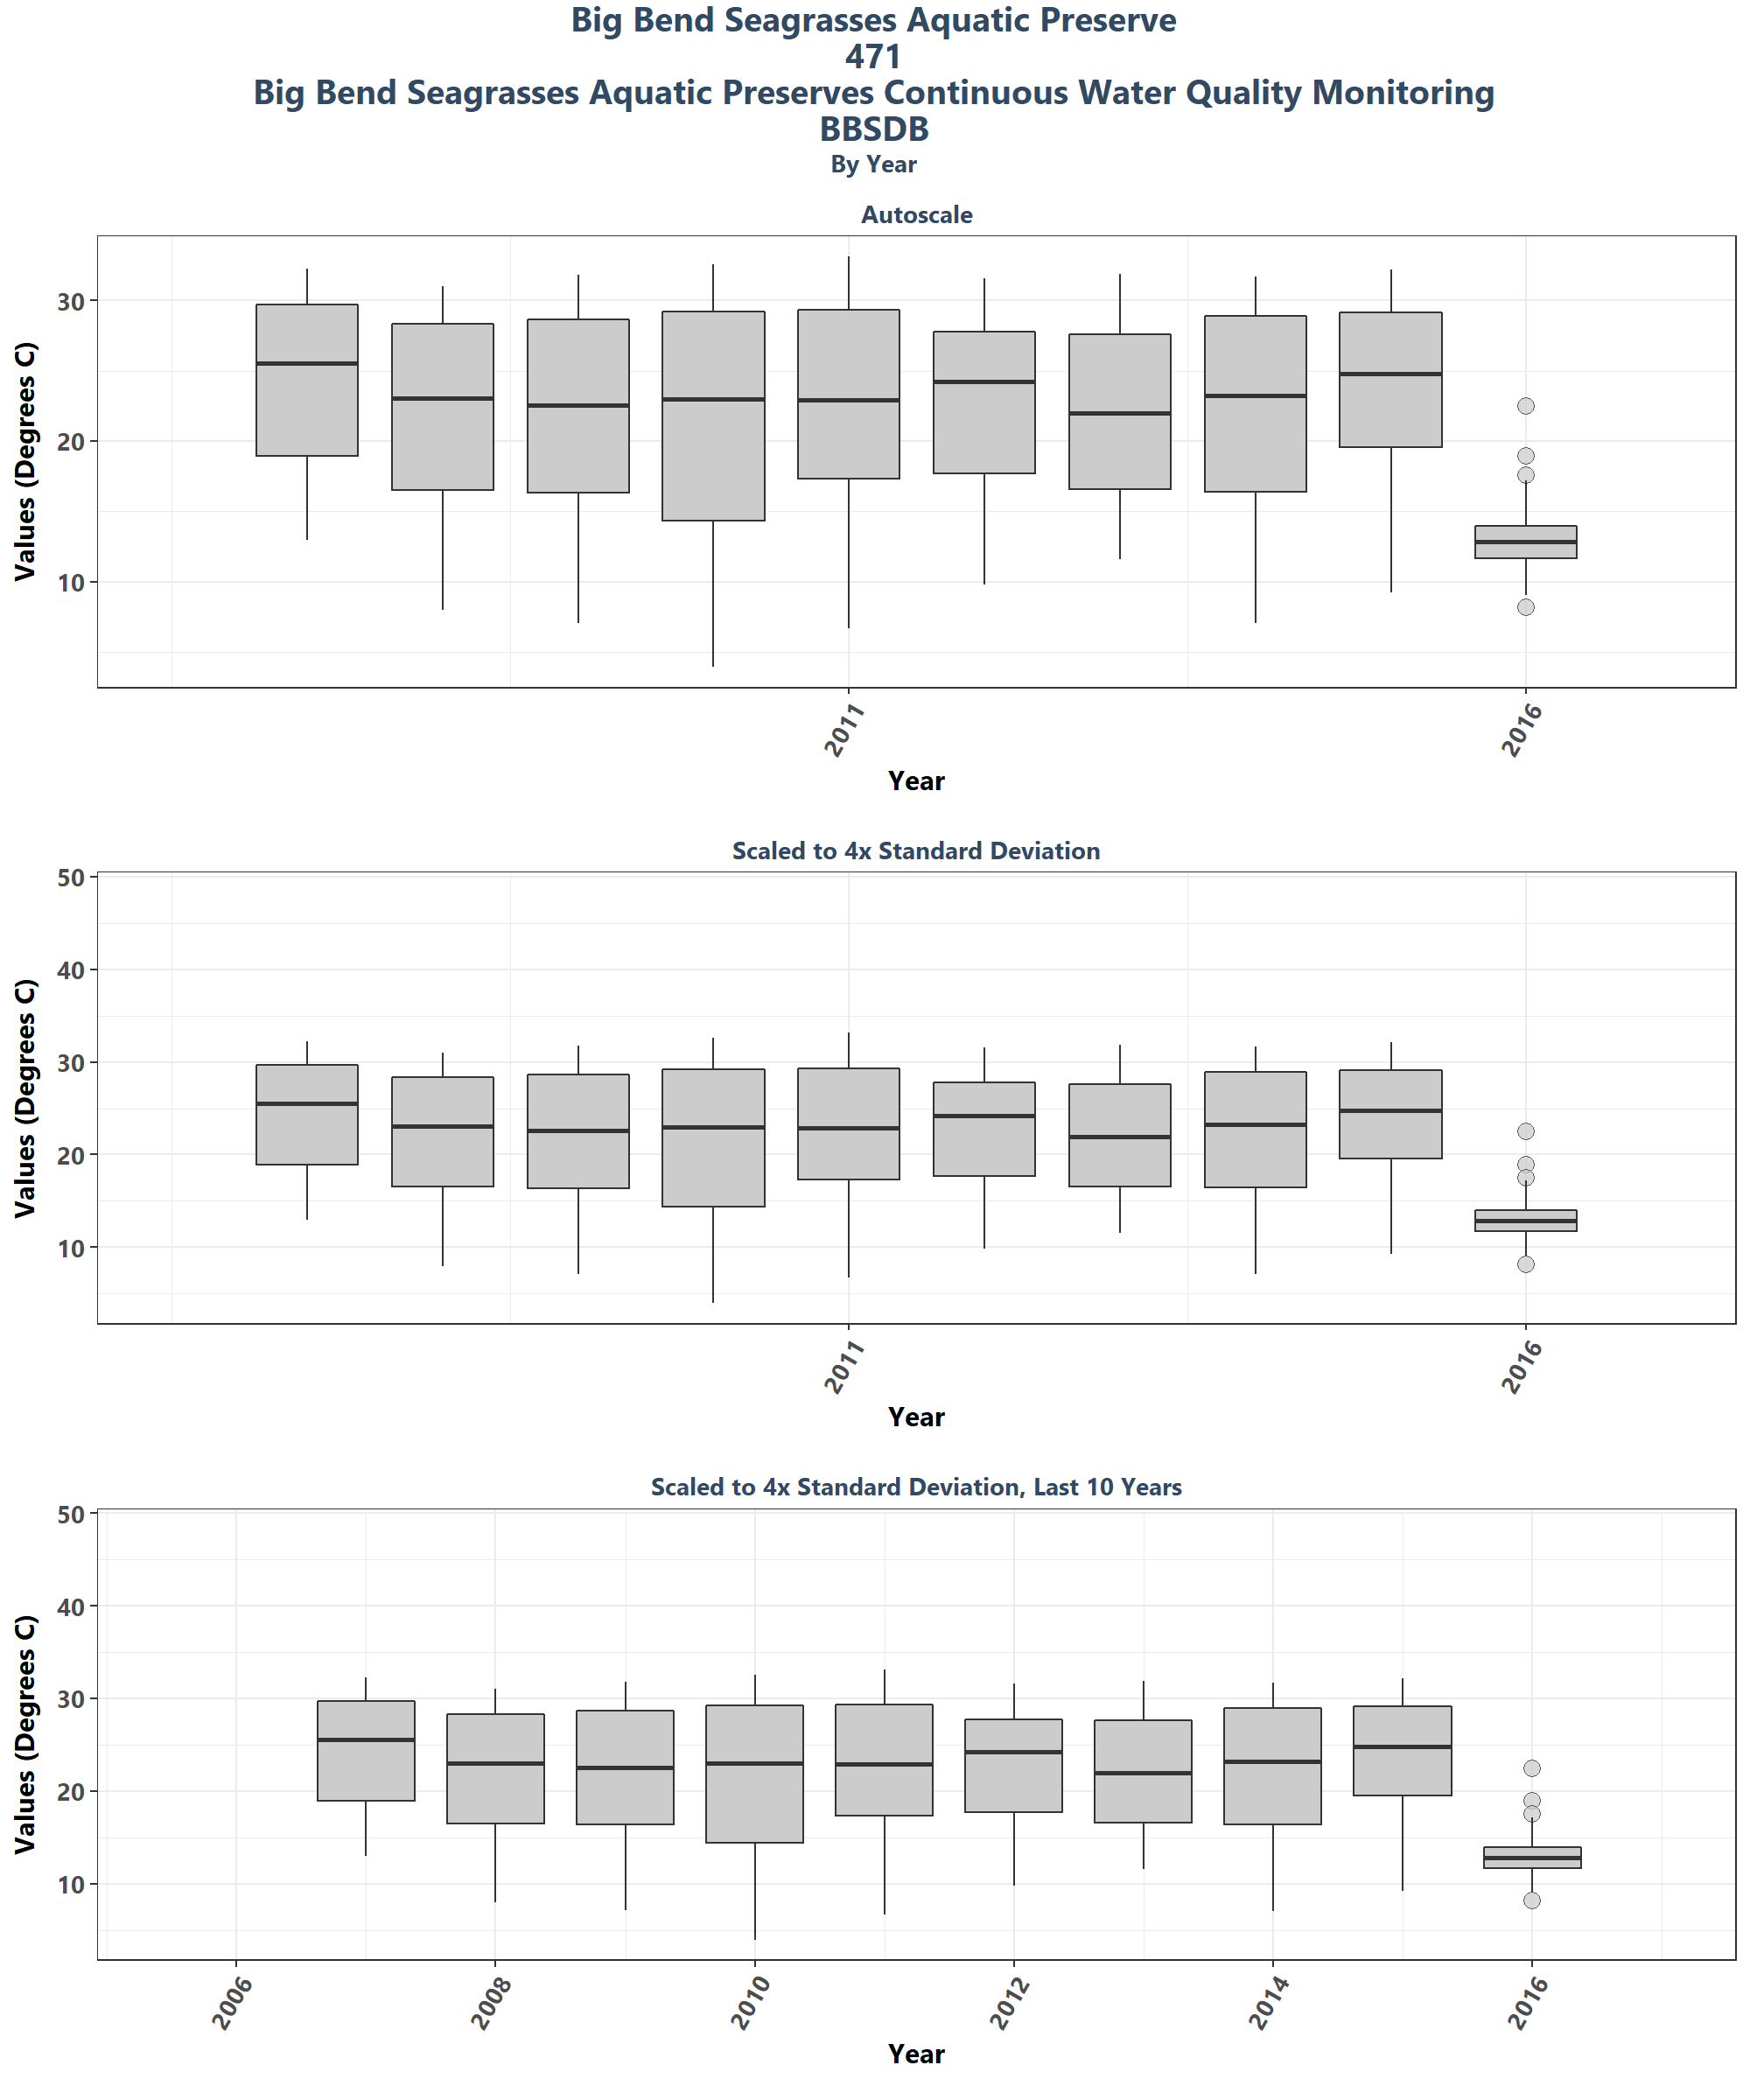 Big Bend Seagrasses Aquatic Preserve
471
Big Bend Seagrasses Aquatic Preserves Continuous Water Quality Monitoring
BBSDB
By Year
Autoscale
Values (Degrees C)
30
20
10
2011
2016
Year
Scaled to 4x Standard Deviation
Values (Degrees C)
50
40
30
20
10
2011
2016
Year
Scaled to 4x Standard Deviation, Last 10 Years
Values (Degrees C)
50
40
30
20
10
2006
2008
2010
2012
2014
2016
Year